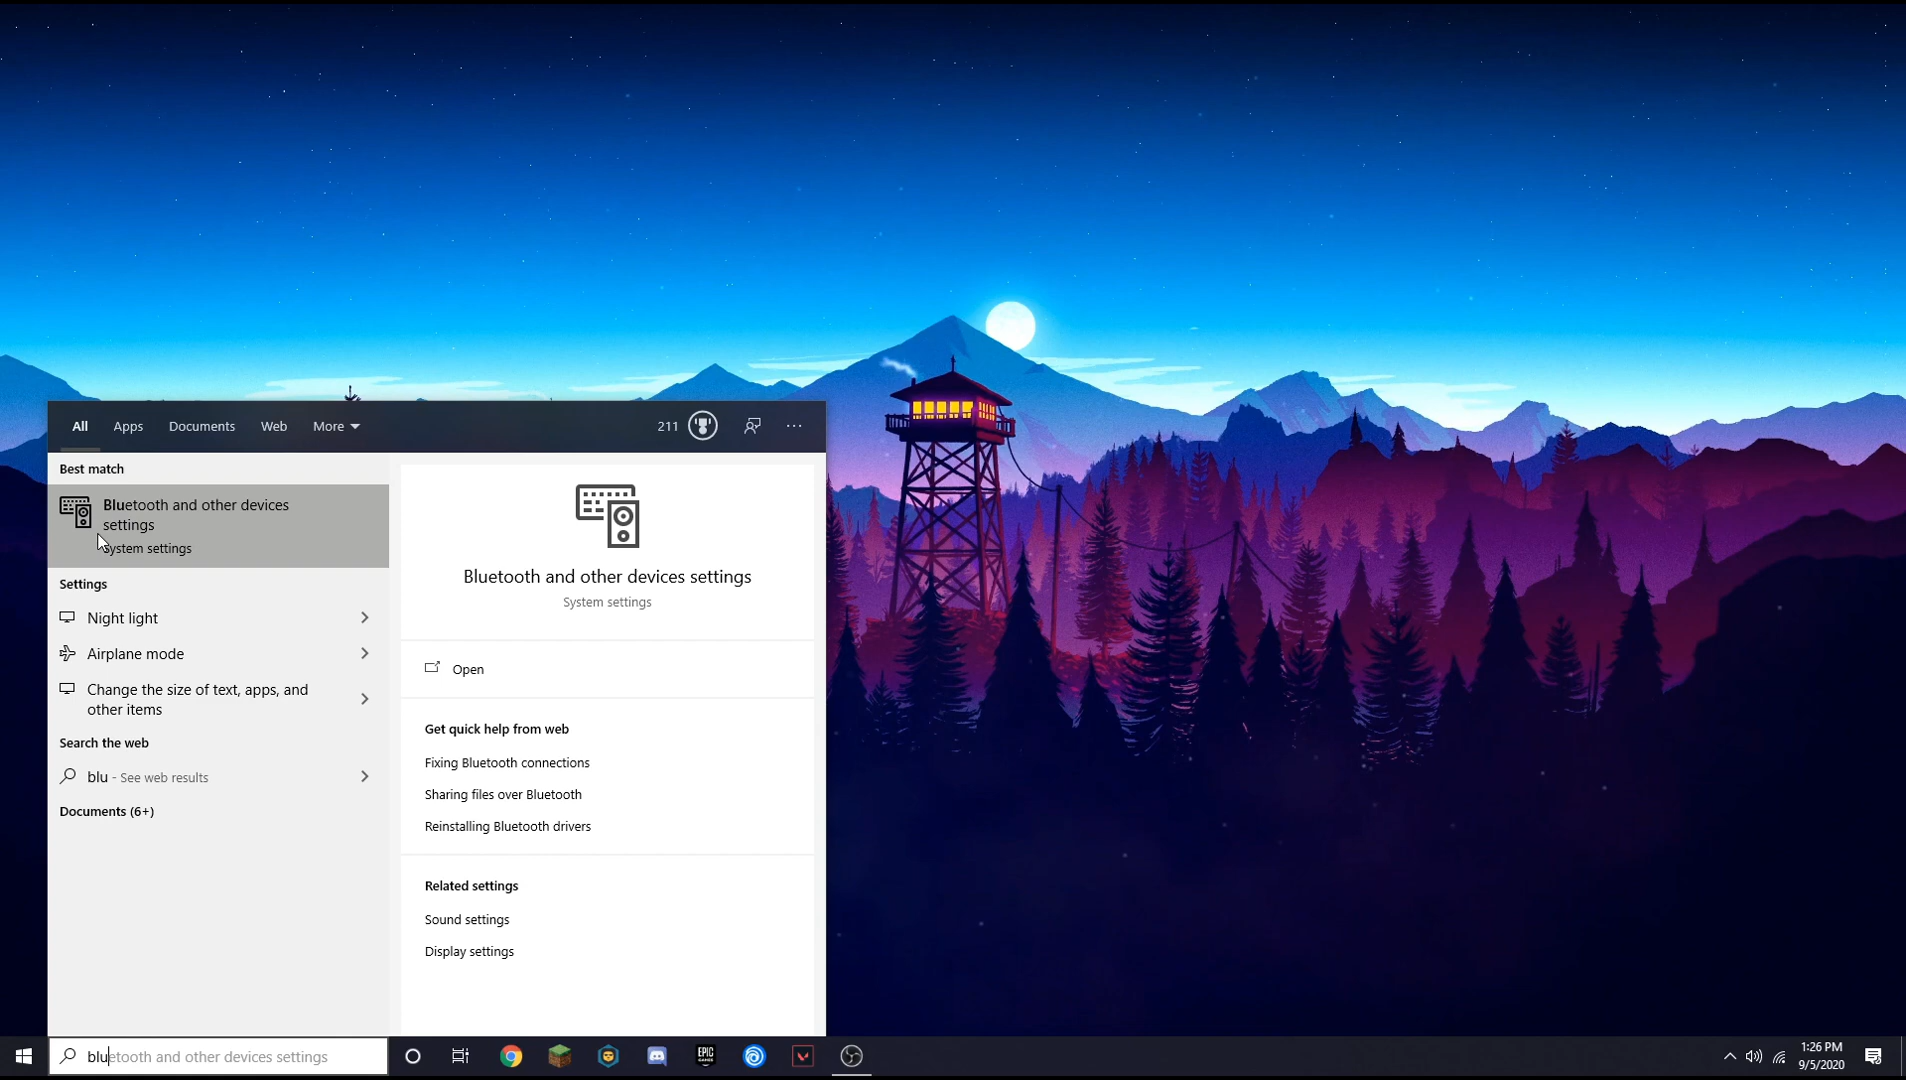 All Apps Documents Web More 211
Best match
Bluetooth and other devices
settings
System settings
Settings
Night light
Airplane mode
Change the size of text, apps, and
other items
Search the web
blu - See web results
Documents (6+)
Bluetooth and other devices settings
System settings
Open
Get quick help from web
Fixing Bluetooth connections
Sharing files over Bluetooth
Reinstalling Bluetooth drivers
Related settings
Sound settings
Display settings
bluetooth and other devices settings
EPIC
GAMES
1:26 PM
9/5/2020